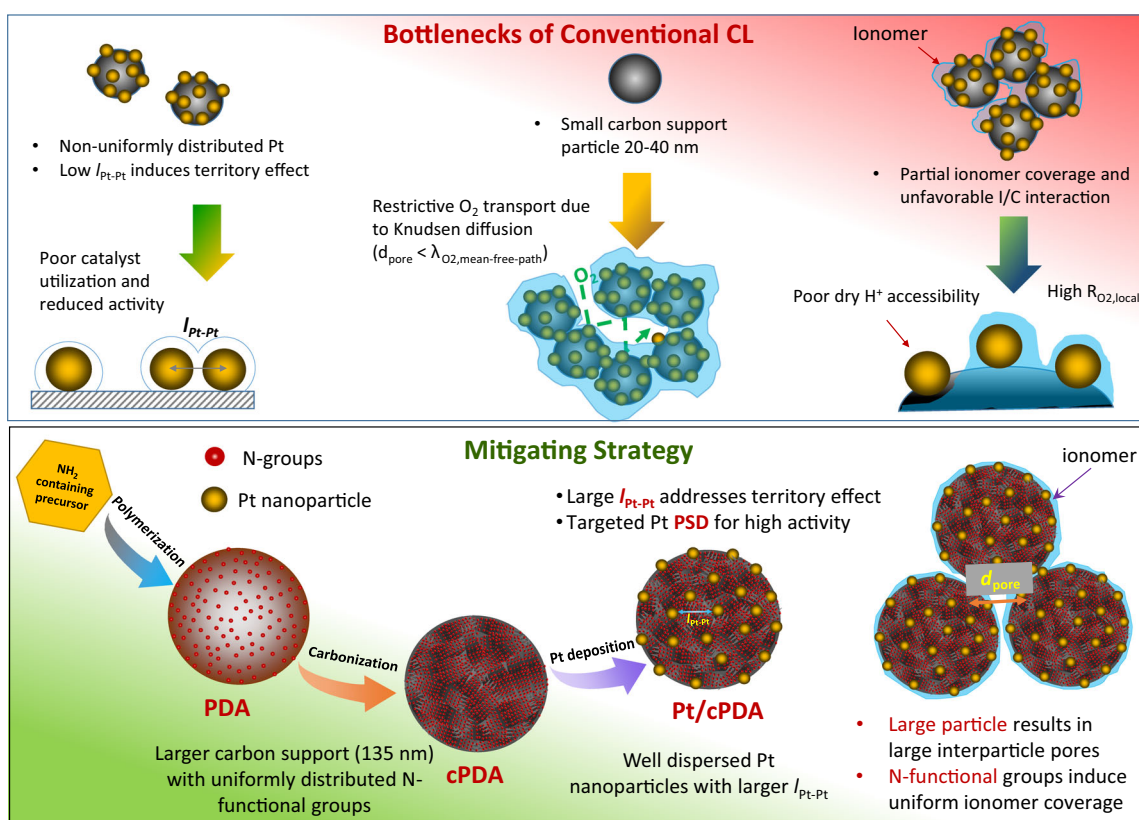 Bottlenecks of Conventional CL
• Non-uniformly distributed Pt
• Low lPt-Pt induces territory effect
Poor catalyst
utilization and
reduced activity
lPt-Pt
• Small carbon support
particle 20-40 nm
Restrictive O2 transport due
to Knudsen diffusion
(dpore < λO2,mean-free-path)
O2
Ionomer
• Partial ionomer coverage and
unfavorable I/C interaction
Poor dry H+ accessibility
High RO2,local
Mitigating Strategy
NH2
containing
precursor
Polymerization
N-groups
Pt nanoparticle
PDA
Larger carbon support (135 nm)
with uniformly distributed N-
functional groups
Carbonization
cPDA
Pt deposition
• Large lPt-Pt addresses territory effect
• Targeted Pt PSD for high activity
lPt-Pt
Pt/cPDA
Well dispersed Pt
nanoparticles with larger lPt-Pt
ionomer
dpore
• Large particle results in
large interparticle pores
• N-functional groups induce
uniform ionomer coverage